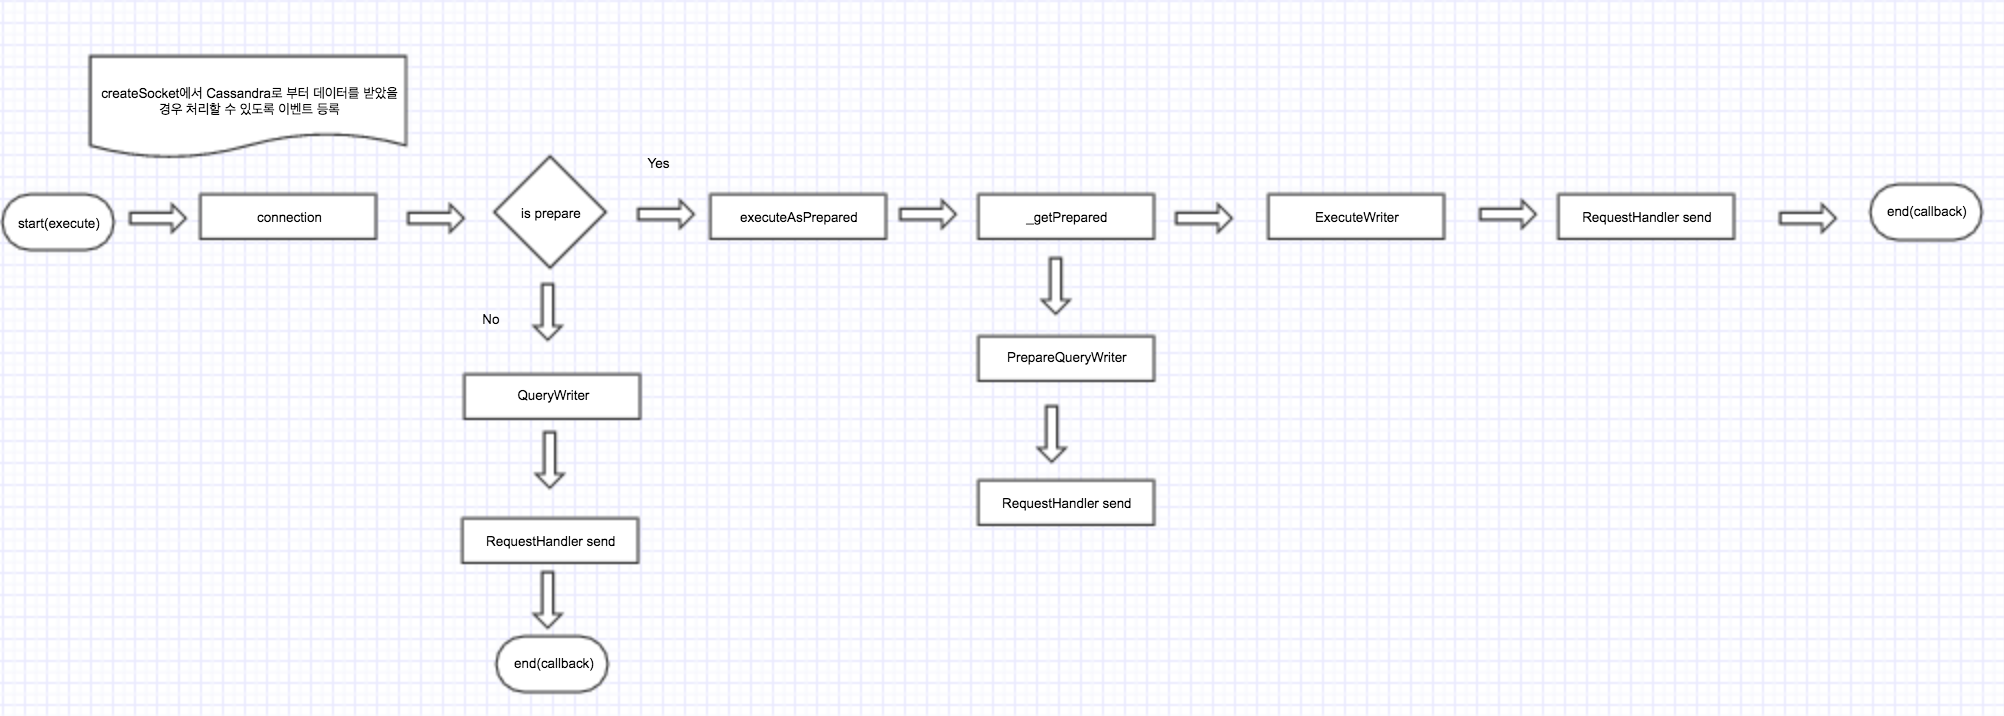 createSocket에서 Cassandra로 부터 데이터를 받았을
경우 처리할 수 있도록 이벤트 등록
Yes
start(execute)
connection
is prepare
executeAsPrepared
_getPrepared
ExecuteWriter
RequestHandler send
end(callback)
No
PrepareQueryWriter
QueryWriter
RequestHandler send
RequestHandler send
end(callback)